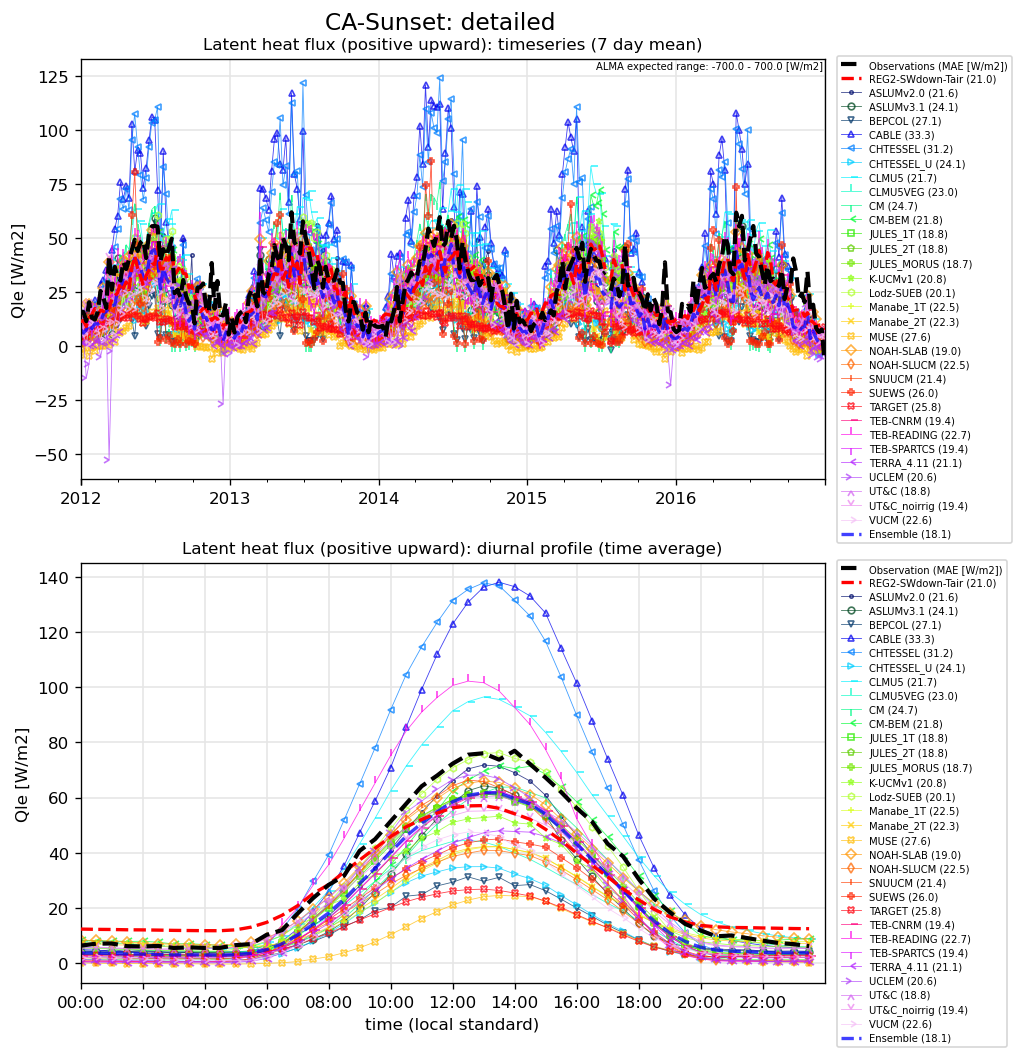 CA-Sunset: detailed
Latent heat flux (positive upward): timeseries (7 day mean)
ALMA expected range: -700.0 - 700.0 [W/m2]
Qle [W/m2]
125
100
75
50
25
0
−25
−50
2012
2013
2014
2015
2016
Observations (MAE [W/m2])
REG2-SWdown-Tair (21.0)
ASLUMv2.0 (21.6)
ASLUMv3.1 (24.1)
BEPCOL (27.1)
CABLE (33.3)
CHTESSEL (31.2)
CHTESSEL_U (24.1)
CLMU5 (21.7)
CLMU5VEG (23.0)
CM (24.7)
CM-BEM (21.8)
JULES_1T (18.8)
JULES_2T (18.8)
JULES_MORUS (18.7)
K-UCMv1 (20.8)
Lodz-SUEB (20.1)
Manabe_1T (22.5)
Manabe_2T (22.3)
MUSE (27.6)
NOAH-SLAB (19.0)
NOAH-SLUCM (22.5)
SNUUCM (21.4)
SUEWS (26.0)
TARGET (25.8)
TEB-CNRM (19.4)
TEB-READING (22.7)
TEB-SPARTCS (19.4)
TERRA_4.11 (21.1)
UCLEM (20.6)
UT&C (18.8)
UT&C_noirrig (19.4)
VUCM (22.6)
Ensemble (18.1)
Latent heat flux (positive upward): diurnal profile (time average)
Qle [W/m2]
140
120
100
80
60
40
20
0
00:00
02:00
04:00
06:00
08:00
10:00
12:00
14:00
16:00
18:00
20:00
22:00
time (local standard)
Observation (MAE [W/m2])
REG2-SWdown-Tair (21.0)
ASLUMv2.0 (21.6)
ASLUMv3.1 (24.1)
BEPCOL (27.1)
CABLE (33.3)
CHTESSEL (31.2)
CHTESSEL_U (24.1)
CLMU5 (21.7)
CLMU5VEG (23.0)
CM (24.7)
CM-BEM (21.8)
JULES_1T (18.8)
JULES_2T (18.8)
JULES_MORUS (18.7)
K-UCMv1 (20.8)
Lodz-SUEB (20.1)
Manabe_1T (22.5)
Manabe_2T (22.3)
MUSE (27.6)
NOAH-SLAB (19.0)
NOAH-SLUCM (22.5)
SNUUCM (21.4)
SUEWS (26.0)
TARGET (25.8)
TEB-CNRM (19.4)
TEB-READING (22.7)
TEB-SPARTCS (19.4)
TERRA_4.11 (21.1)
UCLEM (20.6)
UT&C (18.8)
UT&C_noirrig (19.4)
VUCM (22.6)
Ensemble (18.1)